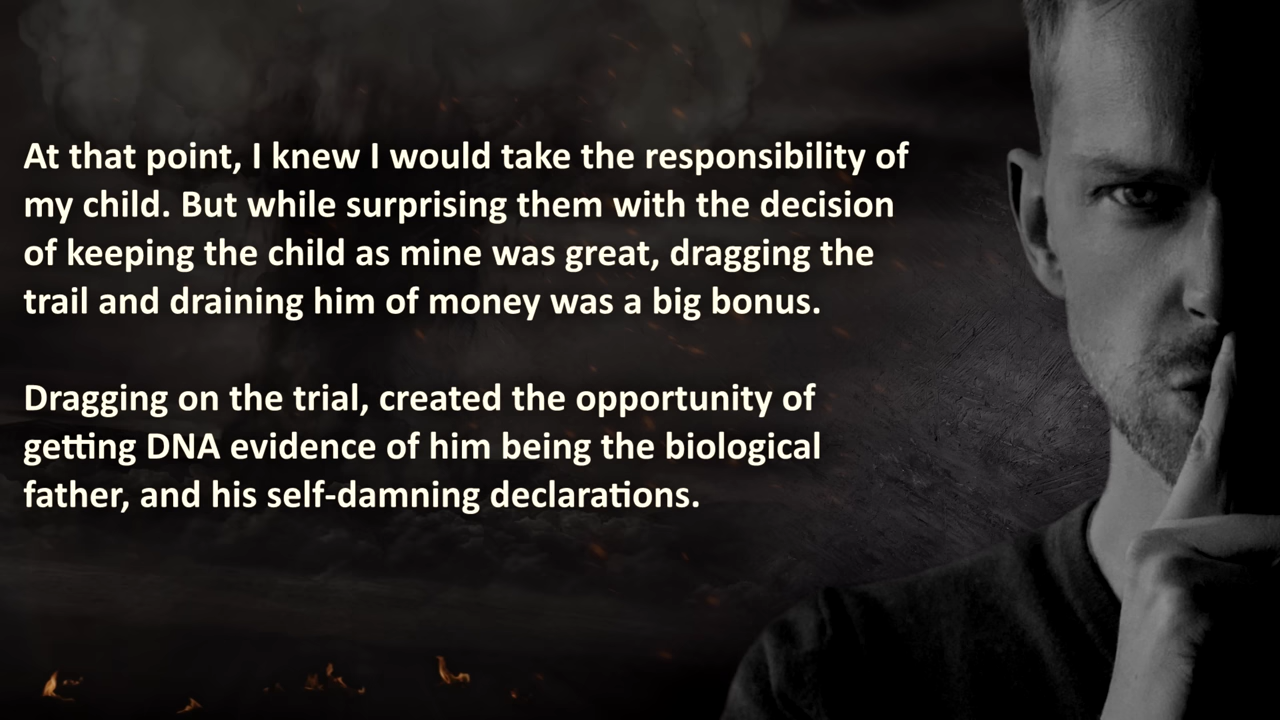 At that point, I knew I would take the responsibility of
my child. But while surprising them with the decision
of keeping the child as mine was great, dragging the
trail and draining him of money was a big bonus.
Dragging on the trial, created the opportunity of
getting DNA evidence of him being the biological
father, and his self-damning declarations.